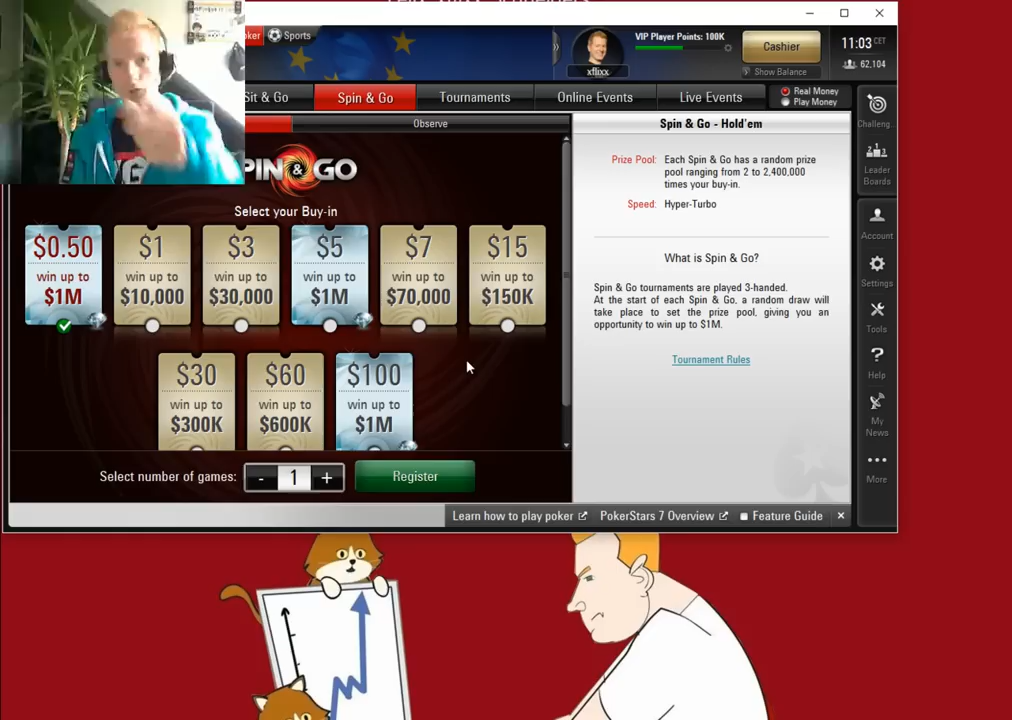 Sports
xflixx
VIP Player Points: 100K
Cashier
Show Balance
11:03 CET
62,104
Sit & Go
Spin & Go
Tournaments
Online Events
Live Events
Real Money
Play Money
Observe
SPIN&GO
Select your Buy-in
$0.50
win up to
$1M
$1
win up to
$10,000
$3
win up to
$30,000
$5
win up to
$1M
$7
win up to
$70,000
$15
win up to
$150K
$30
win up to
$300K
$60
win up to
$600K
$100
win up to
$1M
Select number of games:
- 1 +
Register
Spin & Go - Hold'em
Prize Pool: Each Spin & Go has a random prize
pool ranging from 2 to 2,400,000
times your buy-in.
Speed: Hyper-Turbo
What is Spin & Go?
Spin & Go tournaments are played 3-handed.
At the start of each Spin & Go, a random draw will
take place to set the prize pool, giving you an
opportunity to win up to $1M.
Tournament Rules
Challeng...
Leader
Boards
Account
Settings
Tools
Help
My
News
More
Learn how to play poker
PokerStars 7 Overview
Feature Guide